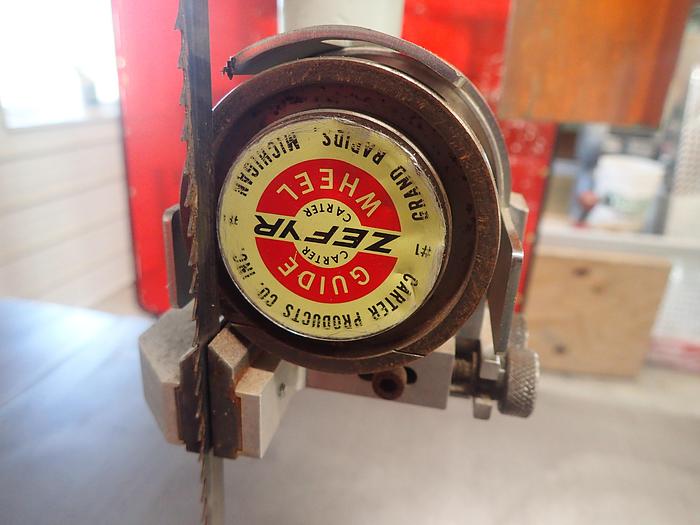 CARTER PRODUCTS CO. INC.
GRAND RAPIDS MICHIGAN
GUIDE
CARTER
ZEFYR
CARTER
WHEEL